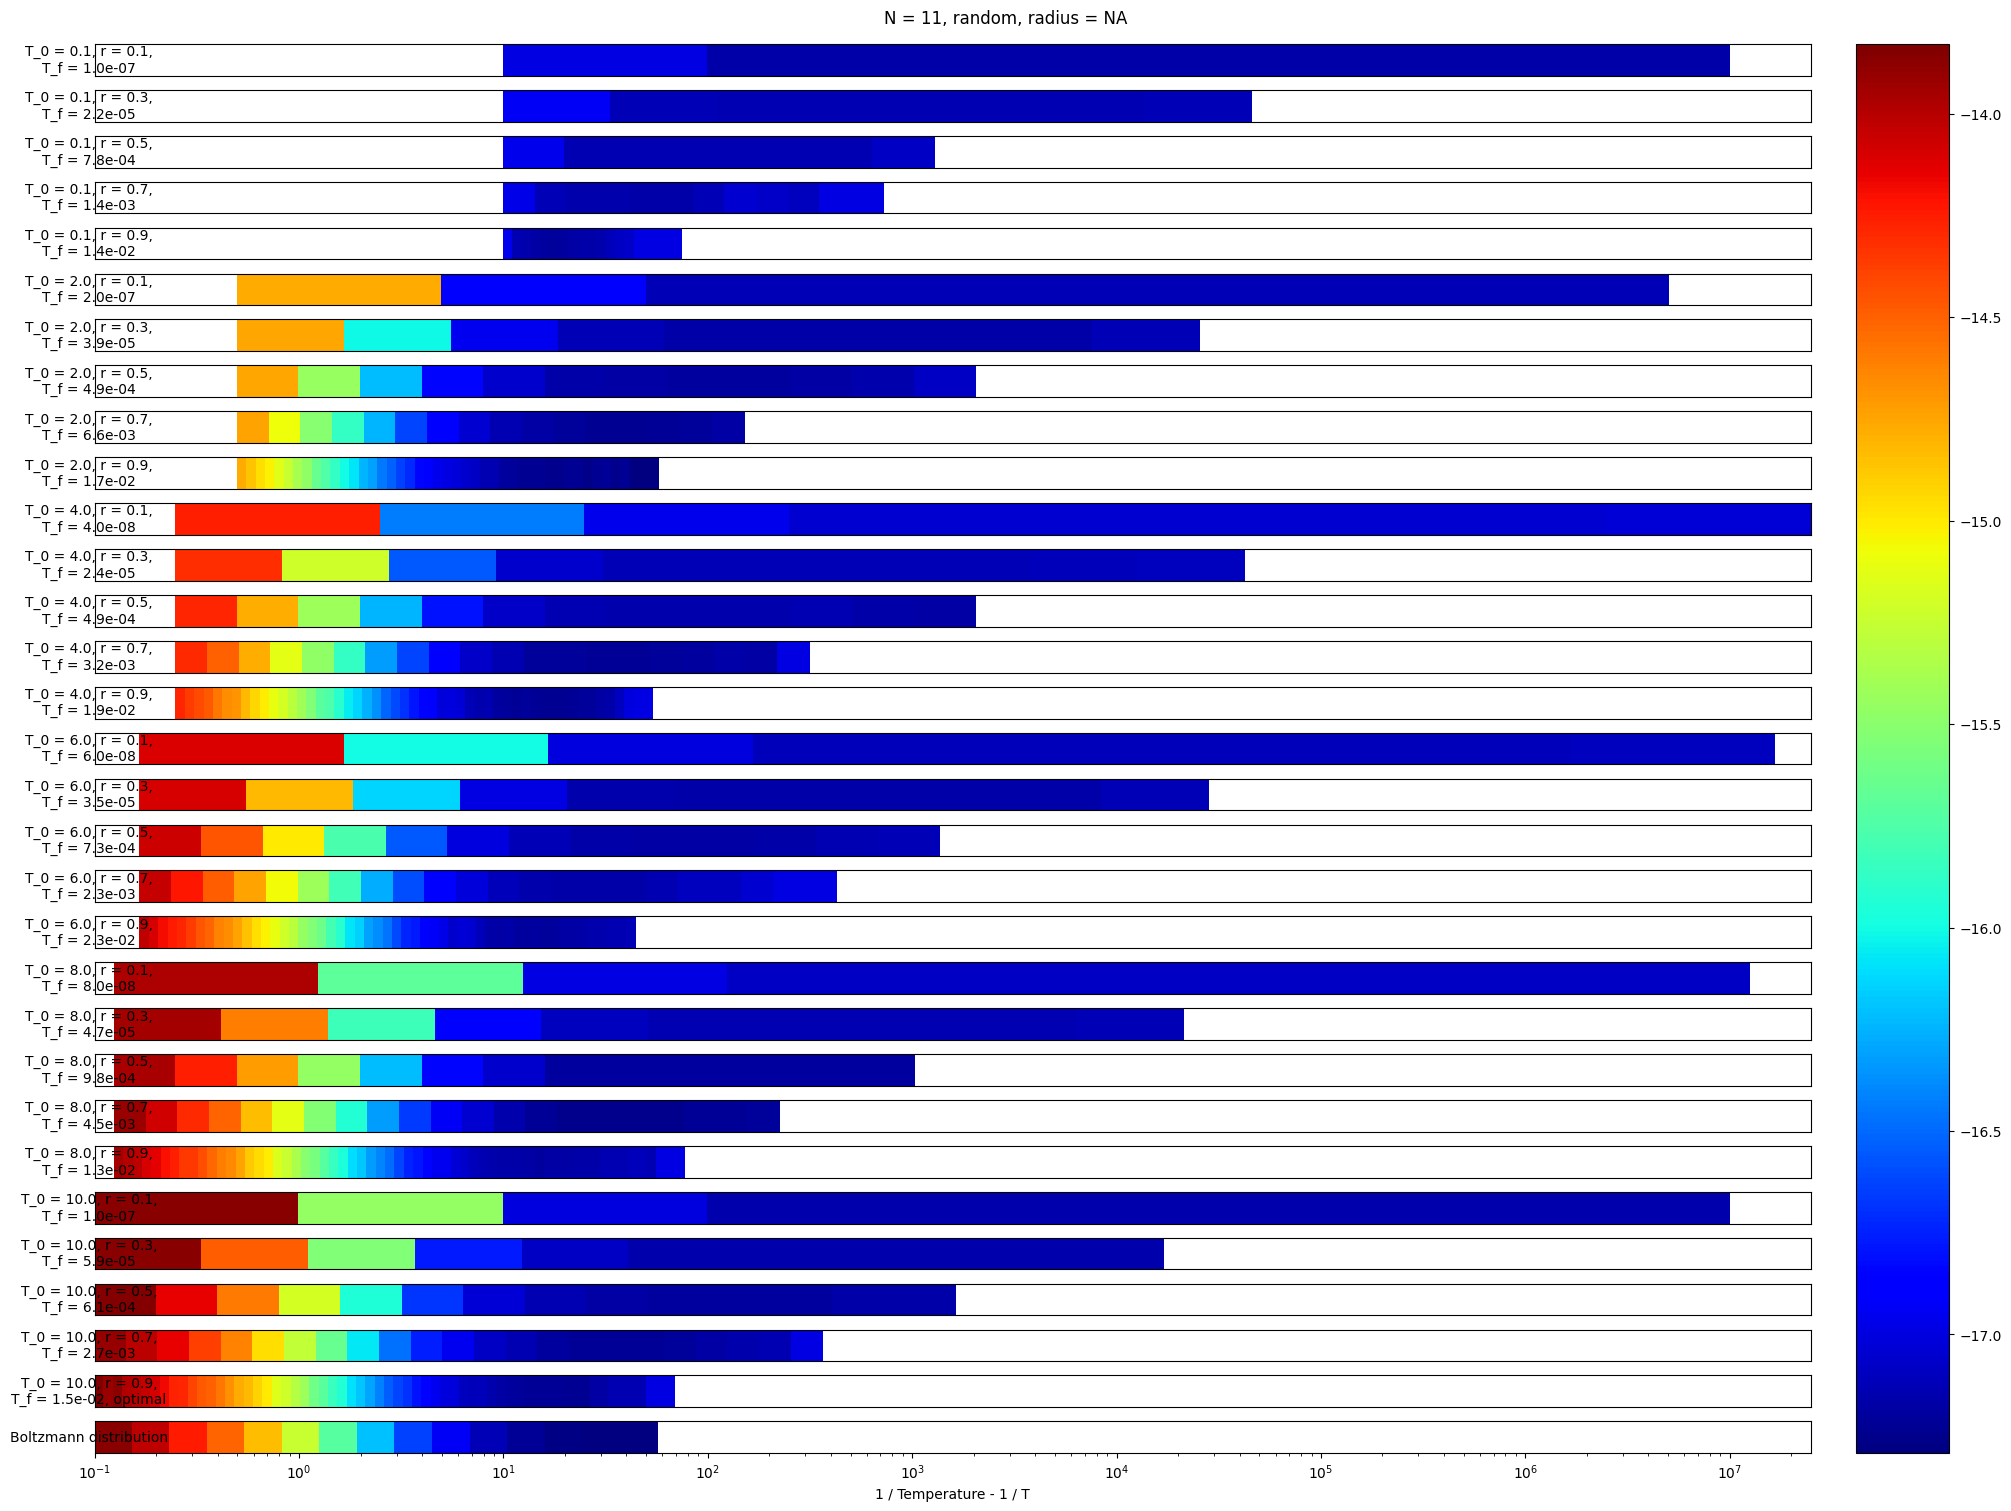 N = 11, random, radius = NA
T_0 = 0.1, r = 0.1,
T_f = 1.0e-07
T_0 = 0.1, r = 0.3,
T_f = 2.2e-05
T_0 = 0.1, r = 0.5,
T_f = 7.8e-04
T_0 = 0.1, r = 0.7,
T_f = 1.4e-03
T_0 = 0.1, r = 0.9,
T_f = 1.4e-02
T_0 = 2.0, r = 0.1,
T_f = 2.0e-07
T_0 = 2.0, r = 0.3,
T_f = 3.9e-05
T_0 = 2.0, r = 0.5,
T_f = 4.9e-04
T_0 = 2.0, r = 0.7,
T_f = 6.6e-03
T_0 = 2.0, r = 0.9,
T_f = 1.7e-02
T_0 = 4.0, r = 0.1,
T_f = 4.0e-08
T_0 = 4.0, r = 0.3,
T_f = 2.4e-05
T_0 = 4.0, r = 0.5,
T_f = 4.9e-04
T_0 = 4.0, r = 0.7,
T_f = 3.2e-03
T_0 = 4.0, r = 0.9,
T_f = 1.9e-02
T_0 = 6.0, r = 0.1,
T_f = 6.0e-08
T_0 = 6.0, r = 0.3,
T_f = 3.5e-05
T_0 = 6.0, r = 0.5,
T_f = 7.3e-04
T_0 = 6.0, r = 0.7,
T_f = 2.3e-03
T_0 = 6.0, r = 0.9,
T_f = 2.3e-02
T_0 = 8.0, r = 0.1,
T_f = 8.0e-08
T_0 = 8.0, r = 0.3,
T_f = 4.7e-05
T_0 = 8.0, r = 0.5,
T_f = 9.8e-04
T_0 = 8.0, r = 0.7,
T_f = 4.5e-03
T_0 = 8.0, r = 0.9,
T_f = 1.3e-02
T_0 = 10.0, r = 0.1,
T_f = 1.0e-07
T_0 = 10.0, r = 0.3,
T_f = 5.9e-05
T_0 = 10.0, r = 0.5,
T_f = 6.1e-04
T_0 = 10.0, r = 0.7,
T_f = 2.7e-03
T_0 = 10.0, r = 0.9,
T_f = 1.5e-02, optimal
Boltzmann distribution
10⁻¹ 10⁰ 10¹ 10² 10³ 10⁴ 10⁵ 10⁶ 10⁷
1 / Temperature - 1 / T
−14.0
−14.5
−15.0
−15.5
−16.0
−16.5
−17.0